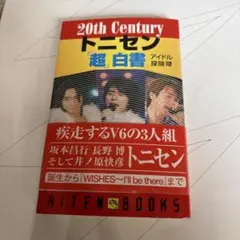 20th Century
トニセン
「超」白書
アイドル
探険隊
疾走するV6の3人組
坂本昌行 長野 博
そして井ノ原快彦 トニセン
誕生から「WISHES〜I'll be there」まで
AITEN BOOKS